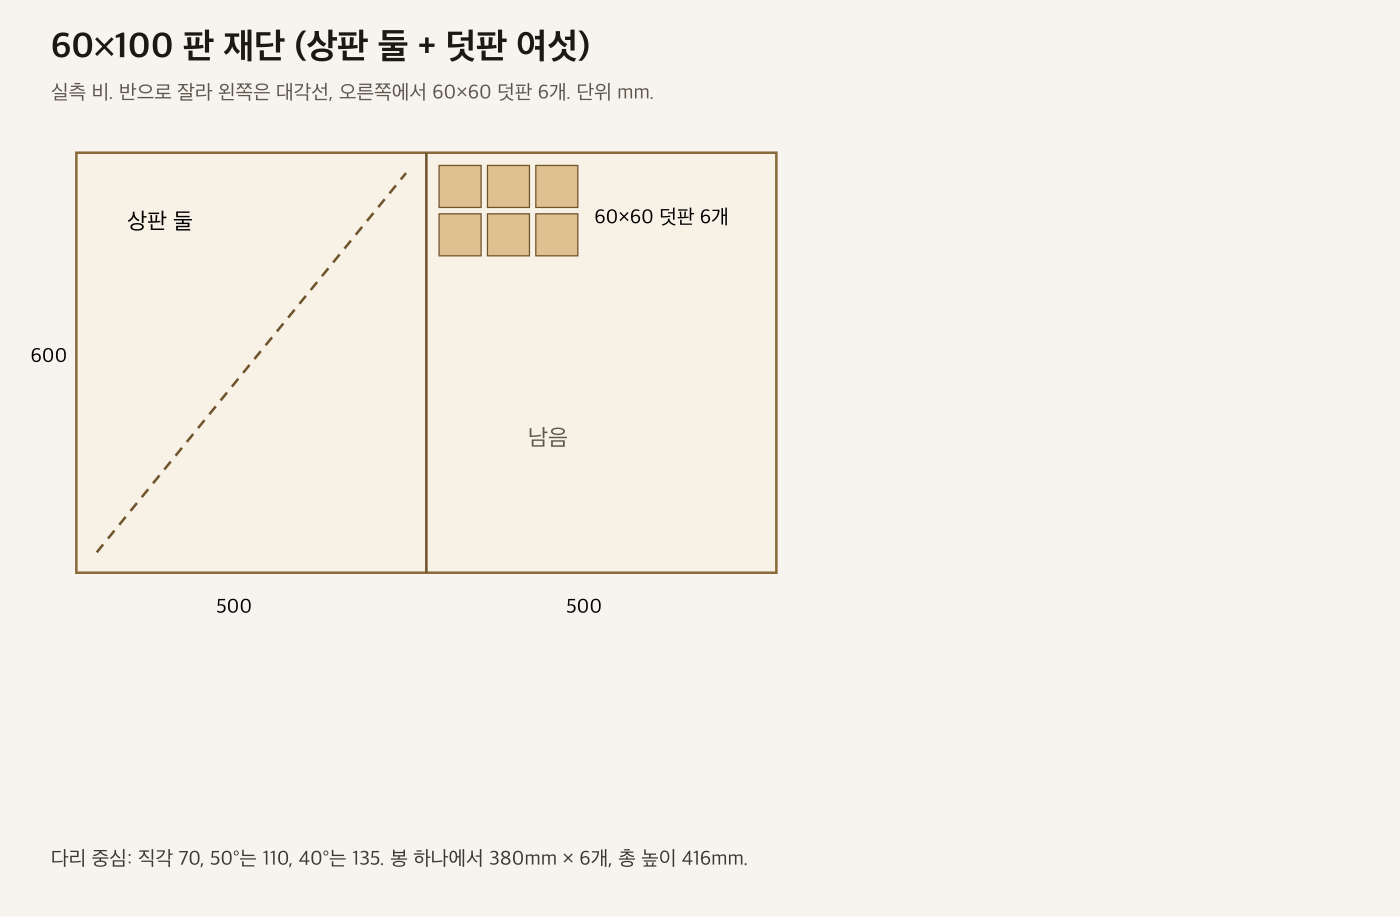 60×100 판 재단 (상판 둘 + 덧판 여섯)
실측 비. 반으로 잘라 왼쪽은 대각선, 오른쪽에서 60×60 덧판 6개. 단위 mm.
상판 둘
60×60 덧판 6개
600
남음
500
500
다리 중심: 직각 70, 50°는 110, 40°는 135. 봉 하나에서 380mm × 6개, 총 높이 416mm.